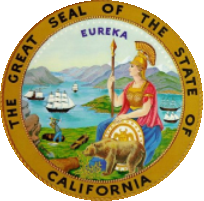 THE GREAT SEAL OF THE STATE OF
CALIFORNIA
EUREKA